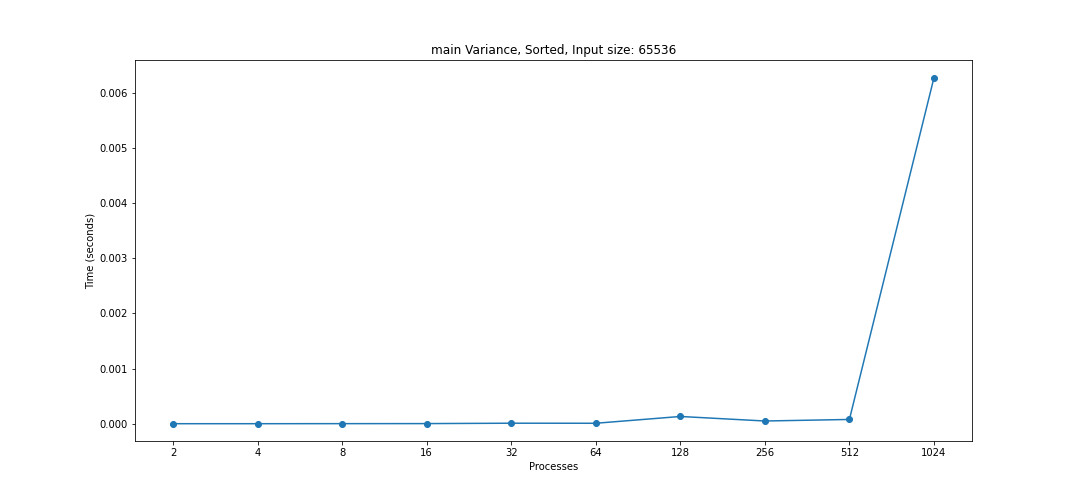 main Variance, Sorted, Input size: 65536
0.006
0.005
0.004
0.003
0.002
0.001
0.000
Time (seconds)
2 4 8 16 32 64 128 256 512 1024
Processes